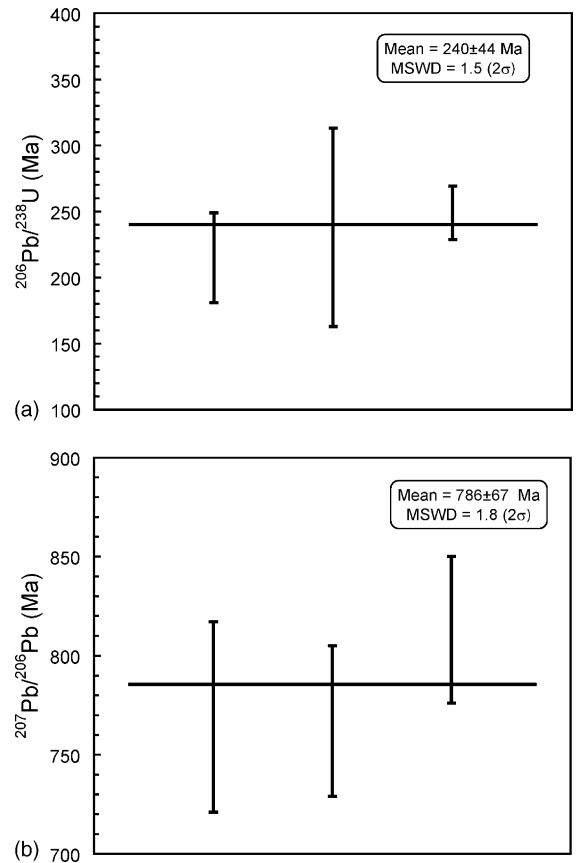 400
350
300
250
200
150
100
²⁰⁶Pb/²³⁸U (Ma)
Mean = 240±44 Ma
MSWD = 1.5 (2σ)
(a)
900
850
800
750
700
²⁰⁷Pb/²⁰⁶Pb (Ma)
Mean = 786±67 Ma
MSWD = 1.8 (2σ)
(b)